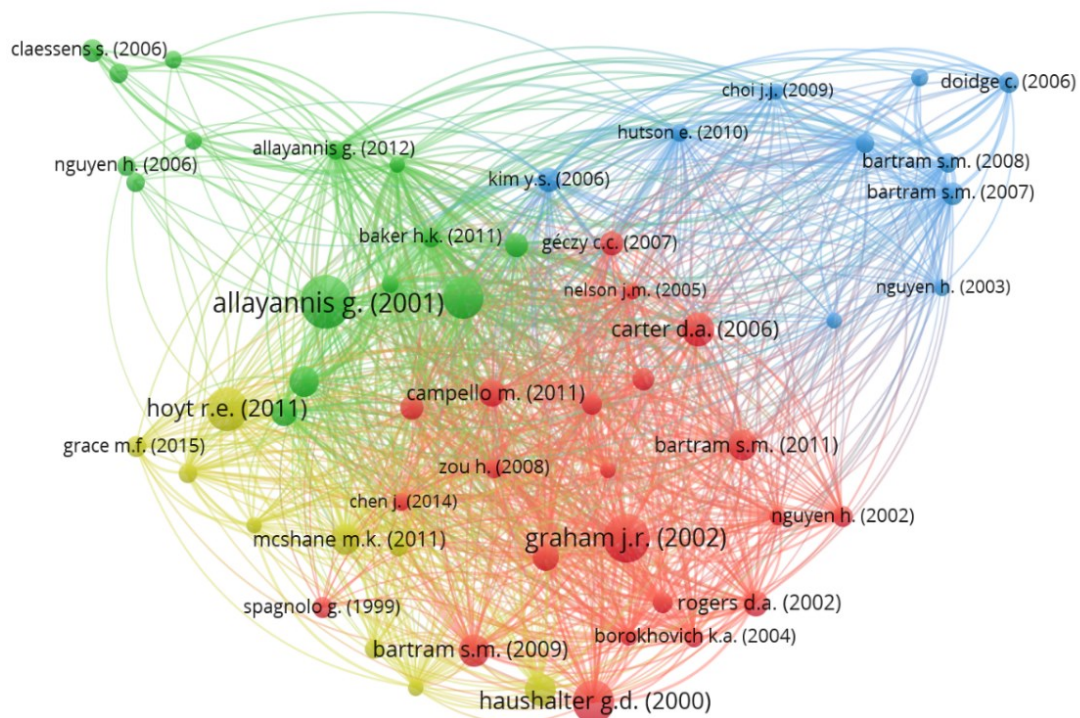 claessens s. (2006)
doidge c. (2006)
choi j.j. (2009)
hutson e. (2010)
allayannis g. (2012)
nguyen h. (2006)
bartram s.m. (2008)
kim y.s. (2006)
bartram s.m. (2007)
baker h.k. (2011)
géczy c.c. (2007)
nelson j.m. (2005)
nguyen h. (2003)
allayannis g. (2001)
carter d.a. (2006)
campello m. (2011)
hoyt r.e. (2011)
grace m.f. (2015)
bartram s.m. (2011)
zou h. (2008)
chen j. (2014)
nguyen h. (2002)
mcshane m.k. (2011)
graham j.r. (2002)
spagnolo g. (1999)
rogers d.a. (2002)
borokhovich k.a. (2004)
bartram s.m. (2009)
haushalter g.d. (2000)